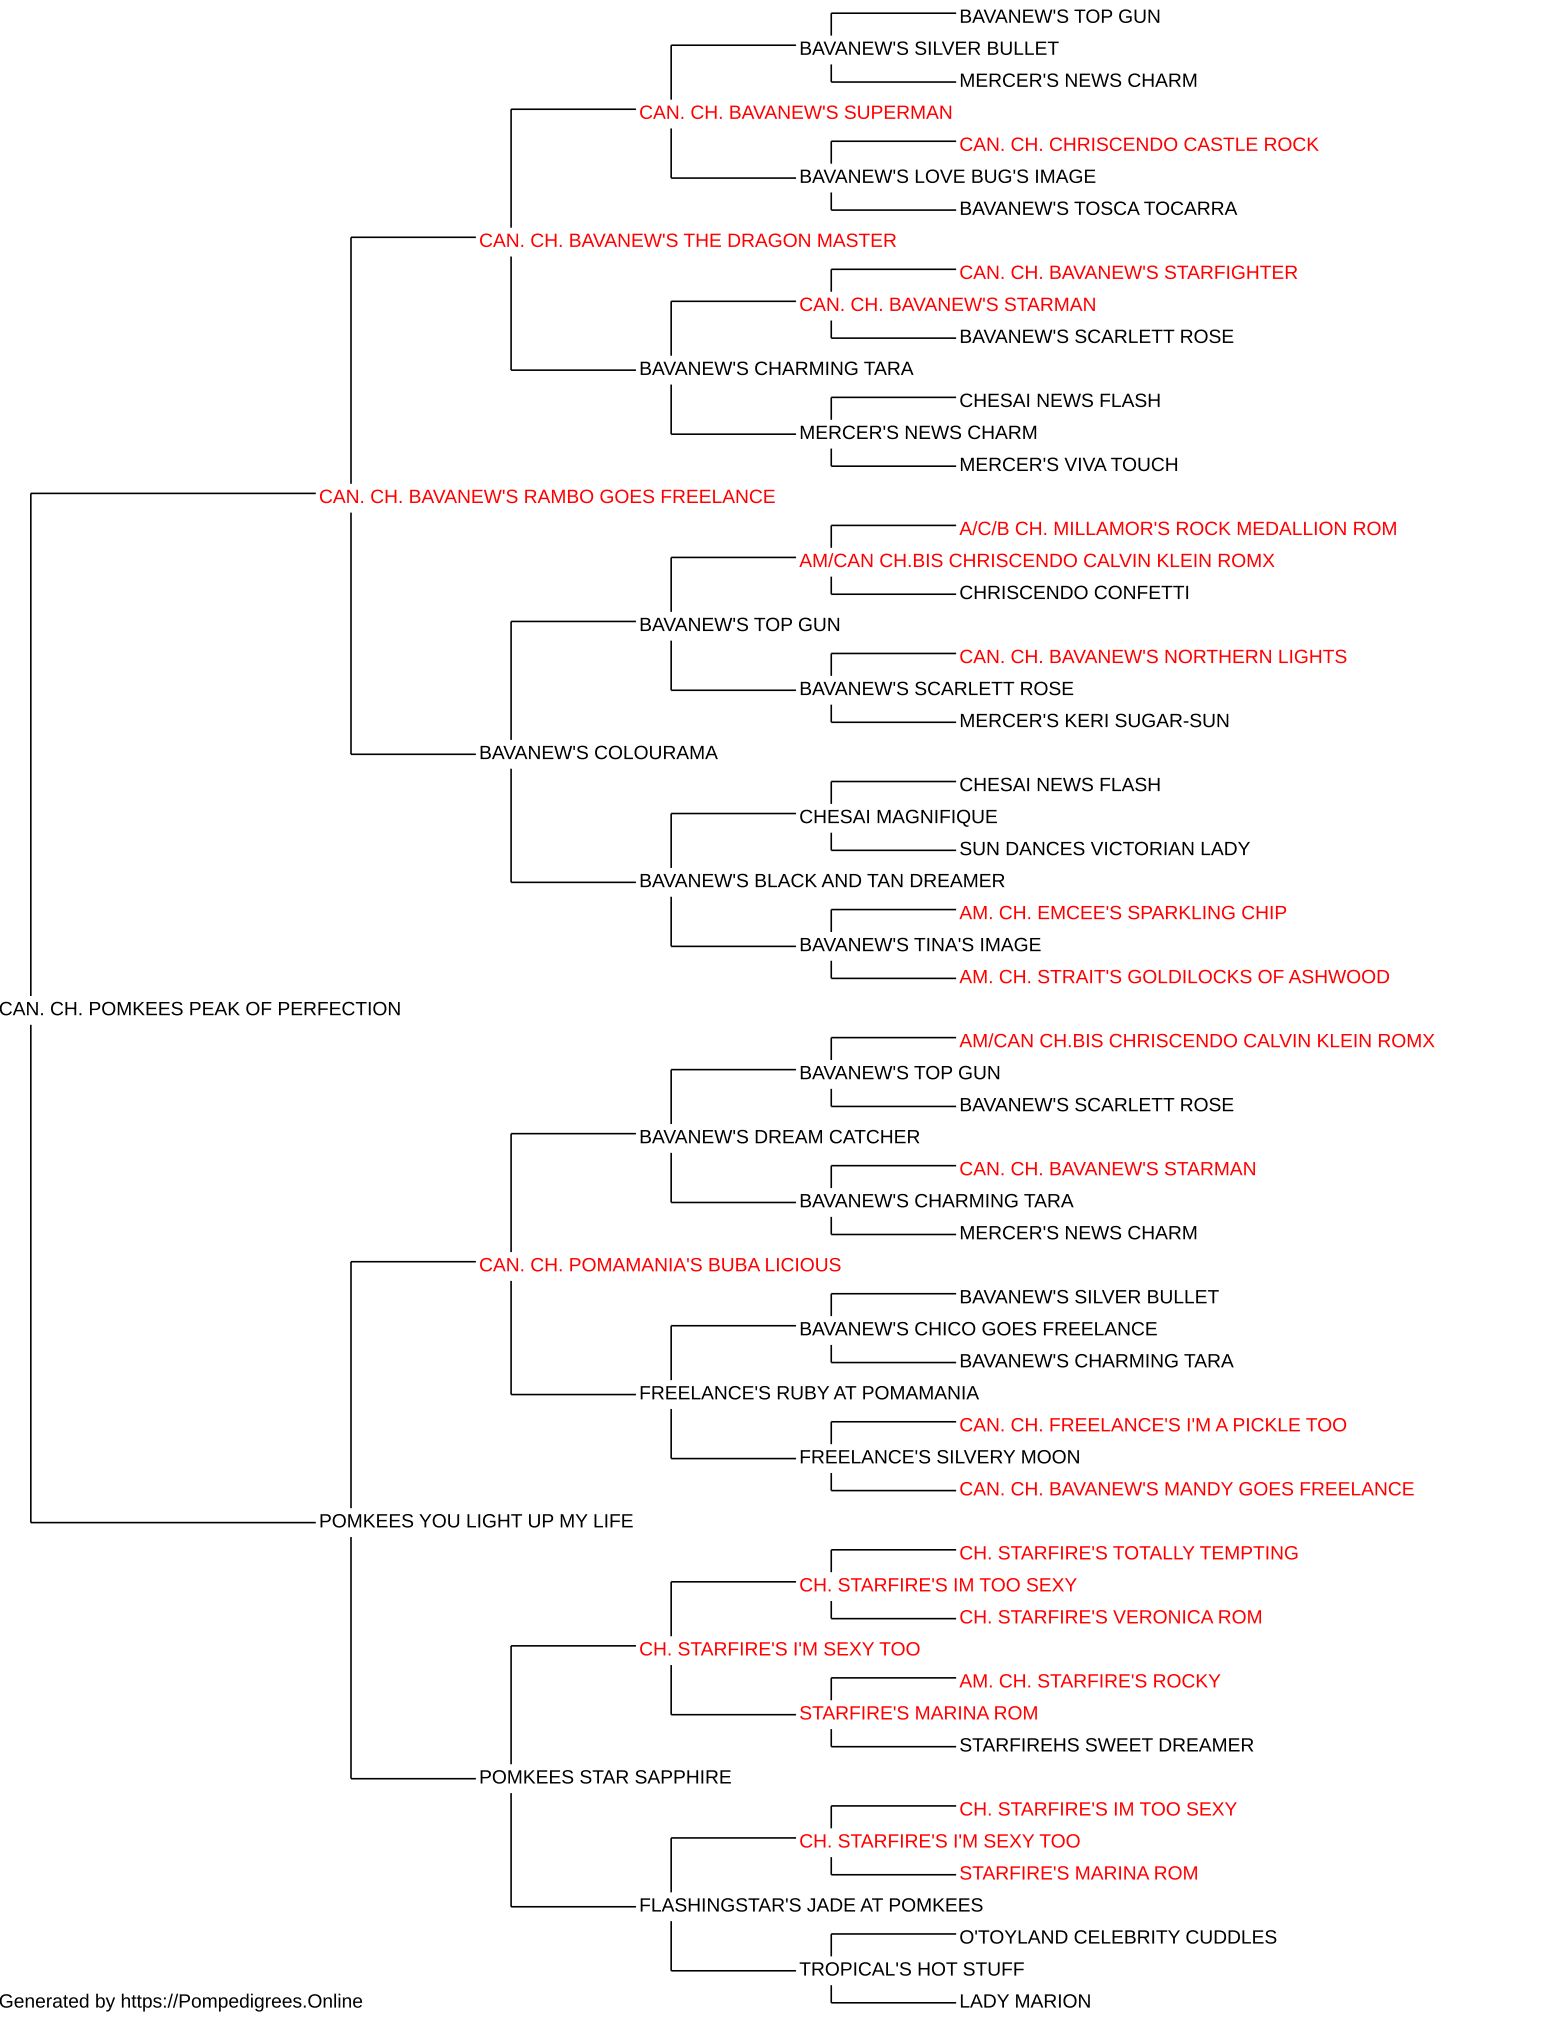 BAVANEW'S TOP GUN
BAVANEW'S SILVER BULLET
MERCER'S NEWS CHARM
CAN. CH. BAVANEW'S SUPERMAN
CAN. CH. CHRISCENDO CASTLE ROCK
BAVANEW'S LOVE BUG'S IMAGE
BAVANEW'S TOSCA TOCARRA
CAN. CH. BAVANEW'S THE DRAGON MASTER
CAN. CH. BAVANEW'S STARFIGHTER
CAN. CH. BAVANEW'S STARMAN
BAVANEW'S SCARLETT ROSE
BAVANEW'S CHARMING TARA
CHESAI NEWS FLASH
MERCER'S NEWS CHARM
MERCER'S VIVA TOUCH
CAN. CH. BAVANEW'S RAMBO GOES FREELANCE
A/C/B CH. MILLAMOR'S ROCK MEDALLION ROM
AM/CAN CH.BIS CHRISCENDO CALVIN KLEIN ROMX
CHRISCENDO CONFETTI
BAVANEW'S TOP GUN
CAN. CH. BAVANEW'S NORTHERN LIGHTS
BAVANEW'S SCARLETT ROSE
MERCER'S KERI SUGAR-SUN
BAVANEW'S COLOURAMA
CHESAI NEWS FLASH
CHESAI MAGNIFIQUE
SUN DANCES VICTORIAN LADY
BAVANEW'S BLACK AND TAN DREAMER
AM. CH. EMCEE'S SPARKLING CHIP
BAVANEW'S TINA'S IMAGE
AM. CH. STRAIT'S GOLDILOCKS OF ASHWOOD
CAN. CH. POMKEES PEAK OF PERFECTION
AM/CAN CH.BIS CHRISCENDO CALVIN KLEIN ROMX
BAVANEW'S TOP GUN
BAVANEW'S SCARLETT ROSE
BAVANEW'S DREAM CATCHER
CAN. CH. BAVANEW'S STARMAN
BAVANEW'S CHARMING TARA
MERCER'S NEWS CHARM
CAN. CH. POMAMANIA'S BUBA LICIOUS
BAVANEW'S SILVER BULLET
BAVANEW'S CHICO GOES FREELANCE
BAVANEW'S CHARMING TARA
FREELANCE'S RUBY AT POMAMANIA
CAN. CH. FREELANCE'S I'M A PICKLE TOO
FREELANCE'S SILVERY MOON
CAN. CH. BAVANEW'S MANDY GOES FREELANCE
POMKEES YOU LIGHT UP MY LIFE
CH. STARFIRE'S TOTALLY TEMPTING
CH. STARFIRE'S IM TOO SEXY
CH. STARFIRE'S VERONICA ROM
CH. STARFIRE'S I'M SEXY TOO
AM. CH. STARFIRE'S ROCKY
STARFIRE'S MARINA ROM
STARFIREHS SWEET DREAMER
POMKEES STAR SAPPHIRE
CH. STARFIRE'S IM TOO SEXY
CH. STARFIRE'S I'M SEXY TOO
STARFIRE'S MARINA ROM
FLASHINGSTAR'S JADE AT POMKEES
O'TOYLAND CELEBRITY CUDDLES
TROPICAL'S HOT STUFF
LADY MARION
Generated by https://Pompedigrees.Online